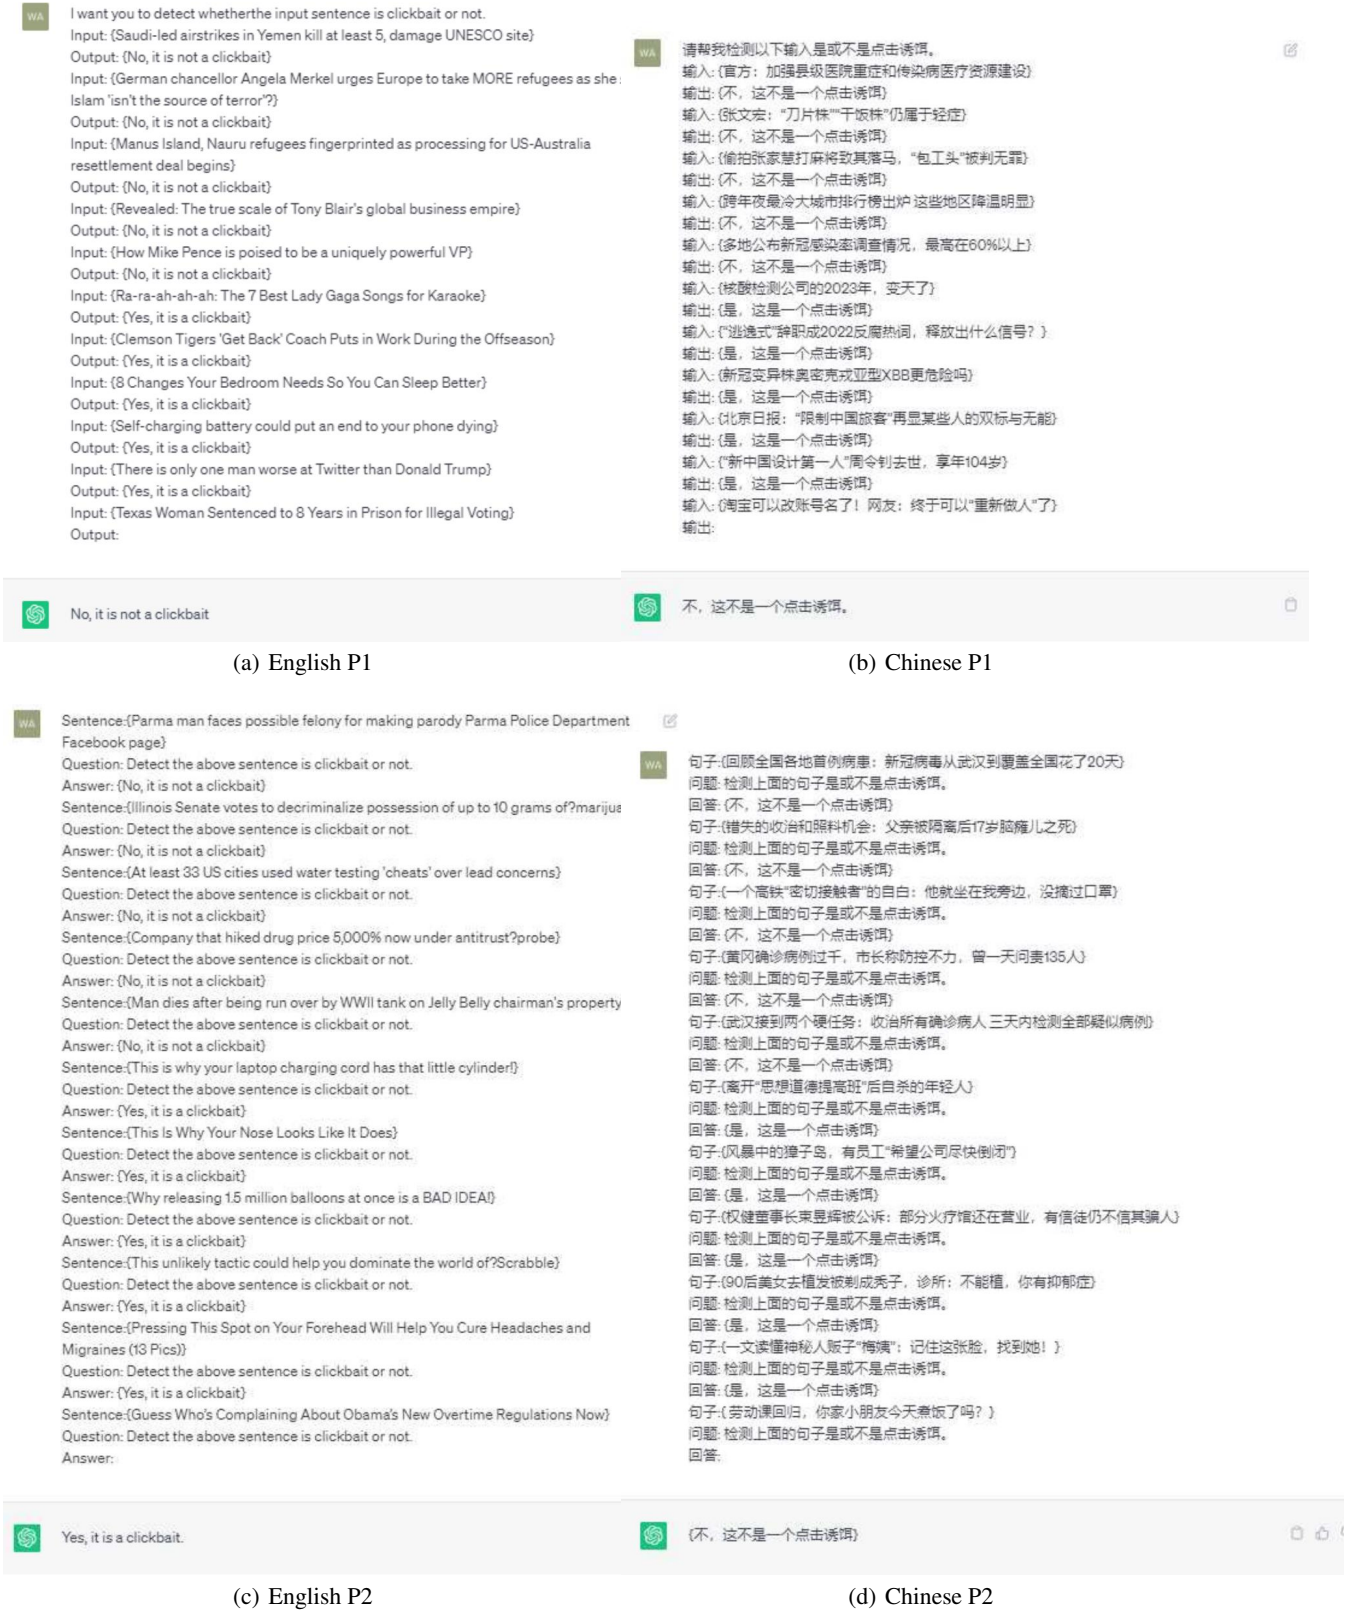 WA
I want you to detect whetherthe input sentence is clickbait or not.
Input: {Saudi-led airstrikes in Yemen kill at least 5, damage UNESCO site}
Output: {No, it is not a clickbait}
Input: {German chancellor Angela Merkel urges Europe to take MORE refugees as she
Islam 'isn't the source of terror'?}
Output: {No, it is not a clickbait}
Input: {Manus Island, Nauru refugees fingerprinted as processing for US-Australia
resettlement deal begins}
Output: {No, it is not a clickbait}
Input: {Revealed: The true scale of Tony Blair's global business empire}
Output: {No, it is not a clickbait}
Input: {How Mike Pence is poised to be a uniquely powerful VP}
Output: {No, it is not a clickbait}
Input: {Ra-ra-ah-ah-ah: The 7 Best Lady Gaga Songs for Karaoke}
Output: {Yes, it is a clickbait}
Input: {Clemson Tigers 'Get Back' Coach Puts in Work During the Offseason}
Output: {Yes, it is a clickbait}
Input: {8 Changes Your Bedroom Needs So You Can Sleep Better}
Output: {Yes, it is a clickbait}
Input: {Self-charging battery could put an end to your phone dying}
Output: {Yes, it is a clickbait}
Input: {There is only one man worse at Twitter than Donald Trump}
Output: {Yes, it is a clickbait}
Input: {Texas Woman Sentenced to 8 Years in Prison for Illegal Voting}
Output:
No, it is not a clickbait
(a) English P1
WA
请帮我检测以下输入是或不是点击诱饵。
输入: {官方：加强县级医院重症和传染病医疗资源建设}
输出: {不，这不是一个点击诱饵}
输入: {张文宏：“刀片株”“干饭株”仍属于轻症}
输出: {不，这不是一个点击诱饵}
输入: {偷拍张家慧打麻将致其落马，“包工头”被判无罪}
输出: {不，这不是一个点击诱饵}
输入: {跨年夜最冷大城市排行榜出炉 这些地区降温明显}
输出: {不，这不是一个点击诱饵}
输入: {多地公布新冠感染率调查情况，最高在60%以上}
输出: {不，这不是一个点击诱饵}
输入: {核酸检测公司的2023年，变天了}
输出: {是，这是一个点击诱饵}
输入: {“逃逸式”辞职成2022反腐热词，释放出什么信号？}
输出: {是，这是一个点击诱饵}
输入: {新冠变异株奥密克戎亚型XBB更危险吗}
输出: {是，这是一个点击诱饵}
输入: {北京日报：“限制中国旅客”再显某些人的双标与无能}
输出: {是，这是一个点击诱饵}
输入: {“新中国设计第一人”周令钊去世，享年104岁}
输出: {是，这是一个点击诱饵}
输入: {淘宝可以改账号名了！网友：终于可以“重新做人”了}
输出:
不，这不是一个点击诱饵。
(b) Chinese P1
WA
Sentence:{Parma man faces possible felony for making parody Parma Police Department
Facebook page}
Question: Detect the above sentence is clickbait or not.
Answer: {No, it is not a clickbait}
Sentence:{Illinois Senate votes to decriminalize possession of up to 10 grams of?marijua
Question: Detect the above sentence is clickbait or not.
Answer: {No, it is not a clickbait}
Sentence:{At least 33 US cities used water testing 'cheats' over lead concerns}
Question: Detect the above sentence is clickbait or not.
Answer: {No, it is not a clickbait}
Sentence:{Company that hiked drug price 5,000% now under antitrust?probe}
Question: Detect the above sentence is clickbait or not.
Answer: {No, it is not a clickbait}
Sentence:{Man dies after being run over by WWII tank on Jelly Belly chairman's property
Question: Detect the above sentence is clickbait or not.
Answer: {No, it is not a clickbait}
Sentence:{This is why your laptop charging cord has that little cylinder!}
Question: Detect the above sentence is clickbait or not.
Answer: {Yes, it is a clickbait}
Sentence:{This Is Why Your Nose Looks Like It Does}
Question: Detect the above sentence is clickbait or not.
Answer: {Yes, it is a clickbait}
Sentence:{Why releasing 1.5 million balloons at once is a BAD IDEA!}
Question: Detect the above sentence is clickbait or not.
Answer: {Yes, it is a clickbait}
Sentence:{This unlikely tactic could help you dominate the world of?Scrabble}
Question: Detect the above sentence is clickbait or not.
Answer: {Yes, it is a clickbait}
Sentence:{Pressing This Spot on Your Forehead Will Help You Cure Headaches and
Migraines (13 Pics)}
Question: Detect the above sentence is clickbait or not.
Answer: {Yes, it is a clickbait}
Sentence:{Guess Who's Complaining About Obama's New Overtime Regulations Now}
Question: Detect the above sentence is clickbait or not.
Answer:
Yes, it is a clickbait.
(c) English P2
WA
句子:{回顾全国各地首例病患：新冠病毒从武汉到覆盖全国花了20天}
问题: 检测上面的句子是或不是点击诱饵。
回答: {不，这不是一个点击诱饵}
句子:{错失的收治和照料机会：父亲被隔离后17岁脑瘫儿之死}
问题: 检测上面的句子是或不是点击诱饵。
回答: {不，这不是一个点击诱饵}
句子:{一个高铁“密切接触者”的自白：他就坐在我旁边，没摘过口罩}
问题: 检测上面的句子是或不是点击诱饵。
回答: {不，这不是一个点击诱饵}
句子:{黄冈确诊病例过千，市长称防控不力，曾一天问责135人}
问题: 检测上面的句子是或不是点击诱饵。
回答: {不，这不是一个点击诱饵}
句子:{武汉接到两个硬任务：收治所有确诊病人 三天内检测全部疑似病例}
问题: 检测上面的句子是或不是点击诱饵。
回答: {不，这不是一个点击诱饵}
句子:{离开“思想道德提高班”后自杀的年轻人}
问题: 检测上面的句子是或不是点击诱饵。
回答: {是，这是一个点击诱饵}
句子:{风暴中的獐子岛，有员工“希望公司尽快倒闭”}
问题: 检测上面的句子是或不是点击诱饵。
回答: {是，这是一个点击诱饵}
句子:{权健董事长束昱辉被公诉：部分火疗馆还在营业，有信徒仍不信其骗人}
问题: 检测上面的句子是或不是点击诱饵。
回答: {是，这是一个点击诱饵}
句子:{90后美女去植发被剃成秃子，诊所：不能植，你有抑郁症}
问题: 检测上面的句子是或不是点击诱饵。
回答: {是，这是一个点击诱饵}
句子:{一文读懂神秘人贩子“梅姨”：记住这张脸，找到她！}
问题: 检测上面的句子是或不是点击诱饵。
回答: {是，这是一个点击诱饵}
句子:{ 劳动课回归，你家小朋友今天煮饭了吗？}
问题: 检测上面的句子是或不是点击诱饵。
回答:
{不，这不是一个点击诱饵}
(d) Chinese P2